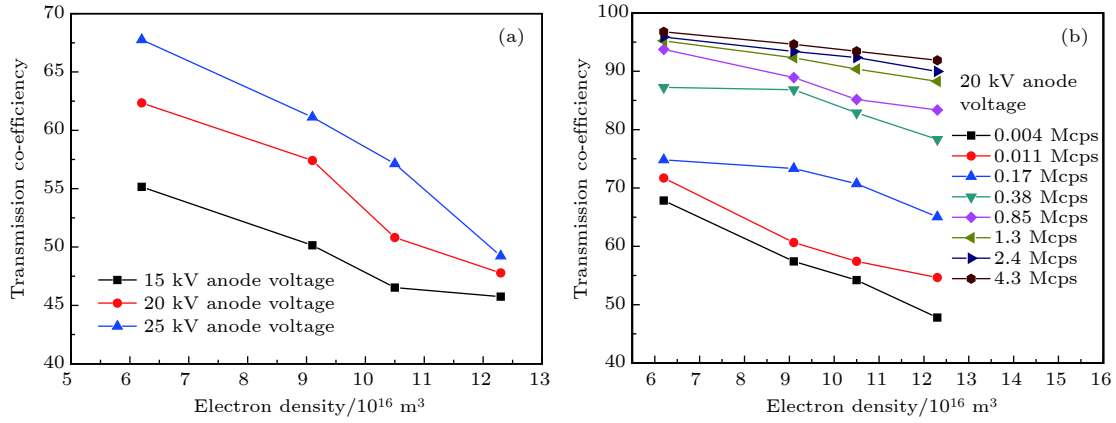 (a)
Transmission co-efficiency
70
65
60
55
50
45
40
15 kV anode voltage
20 kV anode voltage
25 kV anode voltage
5 6 7 8 9 10 11 12 13
Electron density/10¹⁶ m³
(b)
Transmission co-efficiency
100
90
80
70
60
50
40
20 kV anode
voltage
0.004 Mcps
0.011 Mcps
0.17 Mcps
0.38 Mcps
0.85 Mcps
1.3 Mcps
2.4 Mcps
4.3 Mcps
6 7 8 9 10 11 12 13 14 15 16
Electron density/10¹⁶ m³